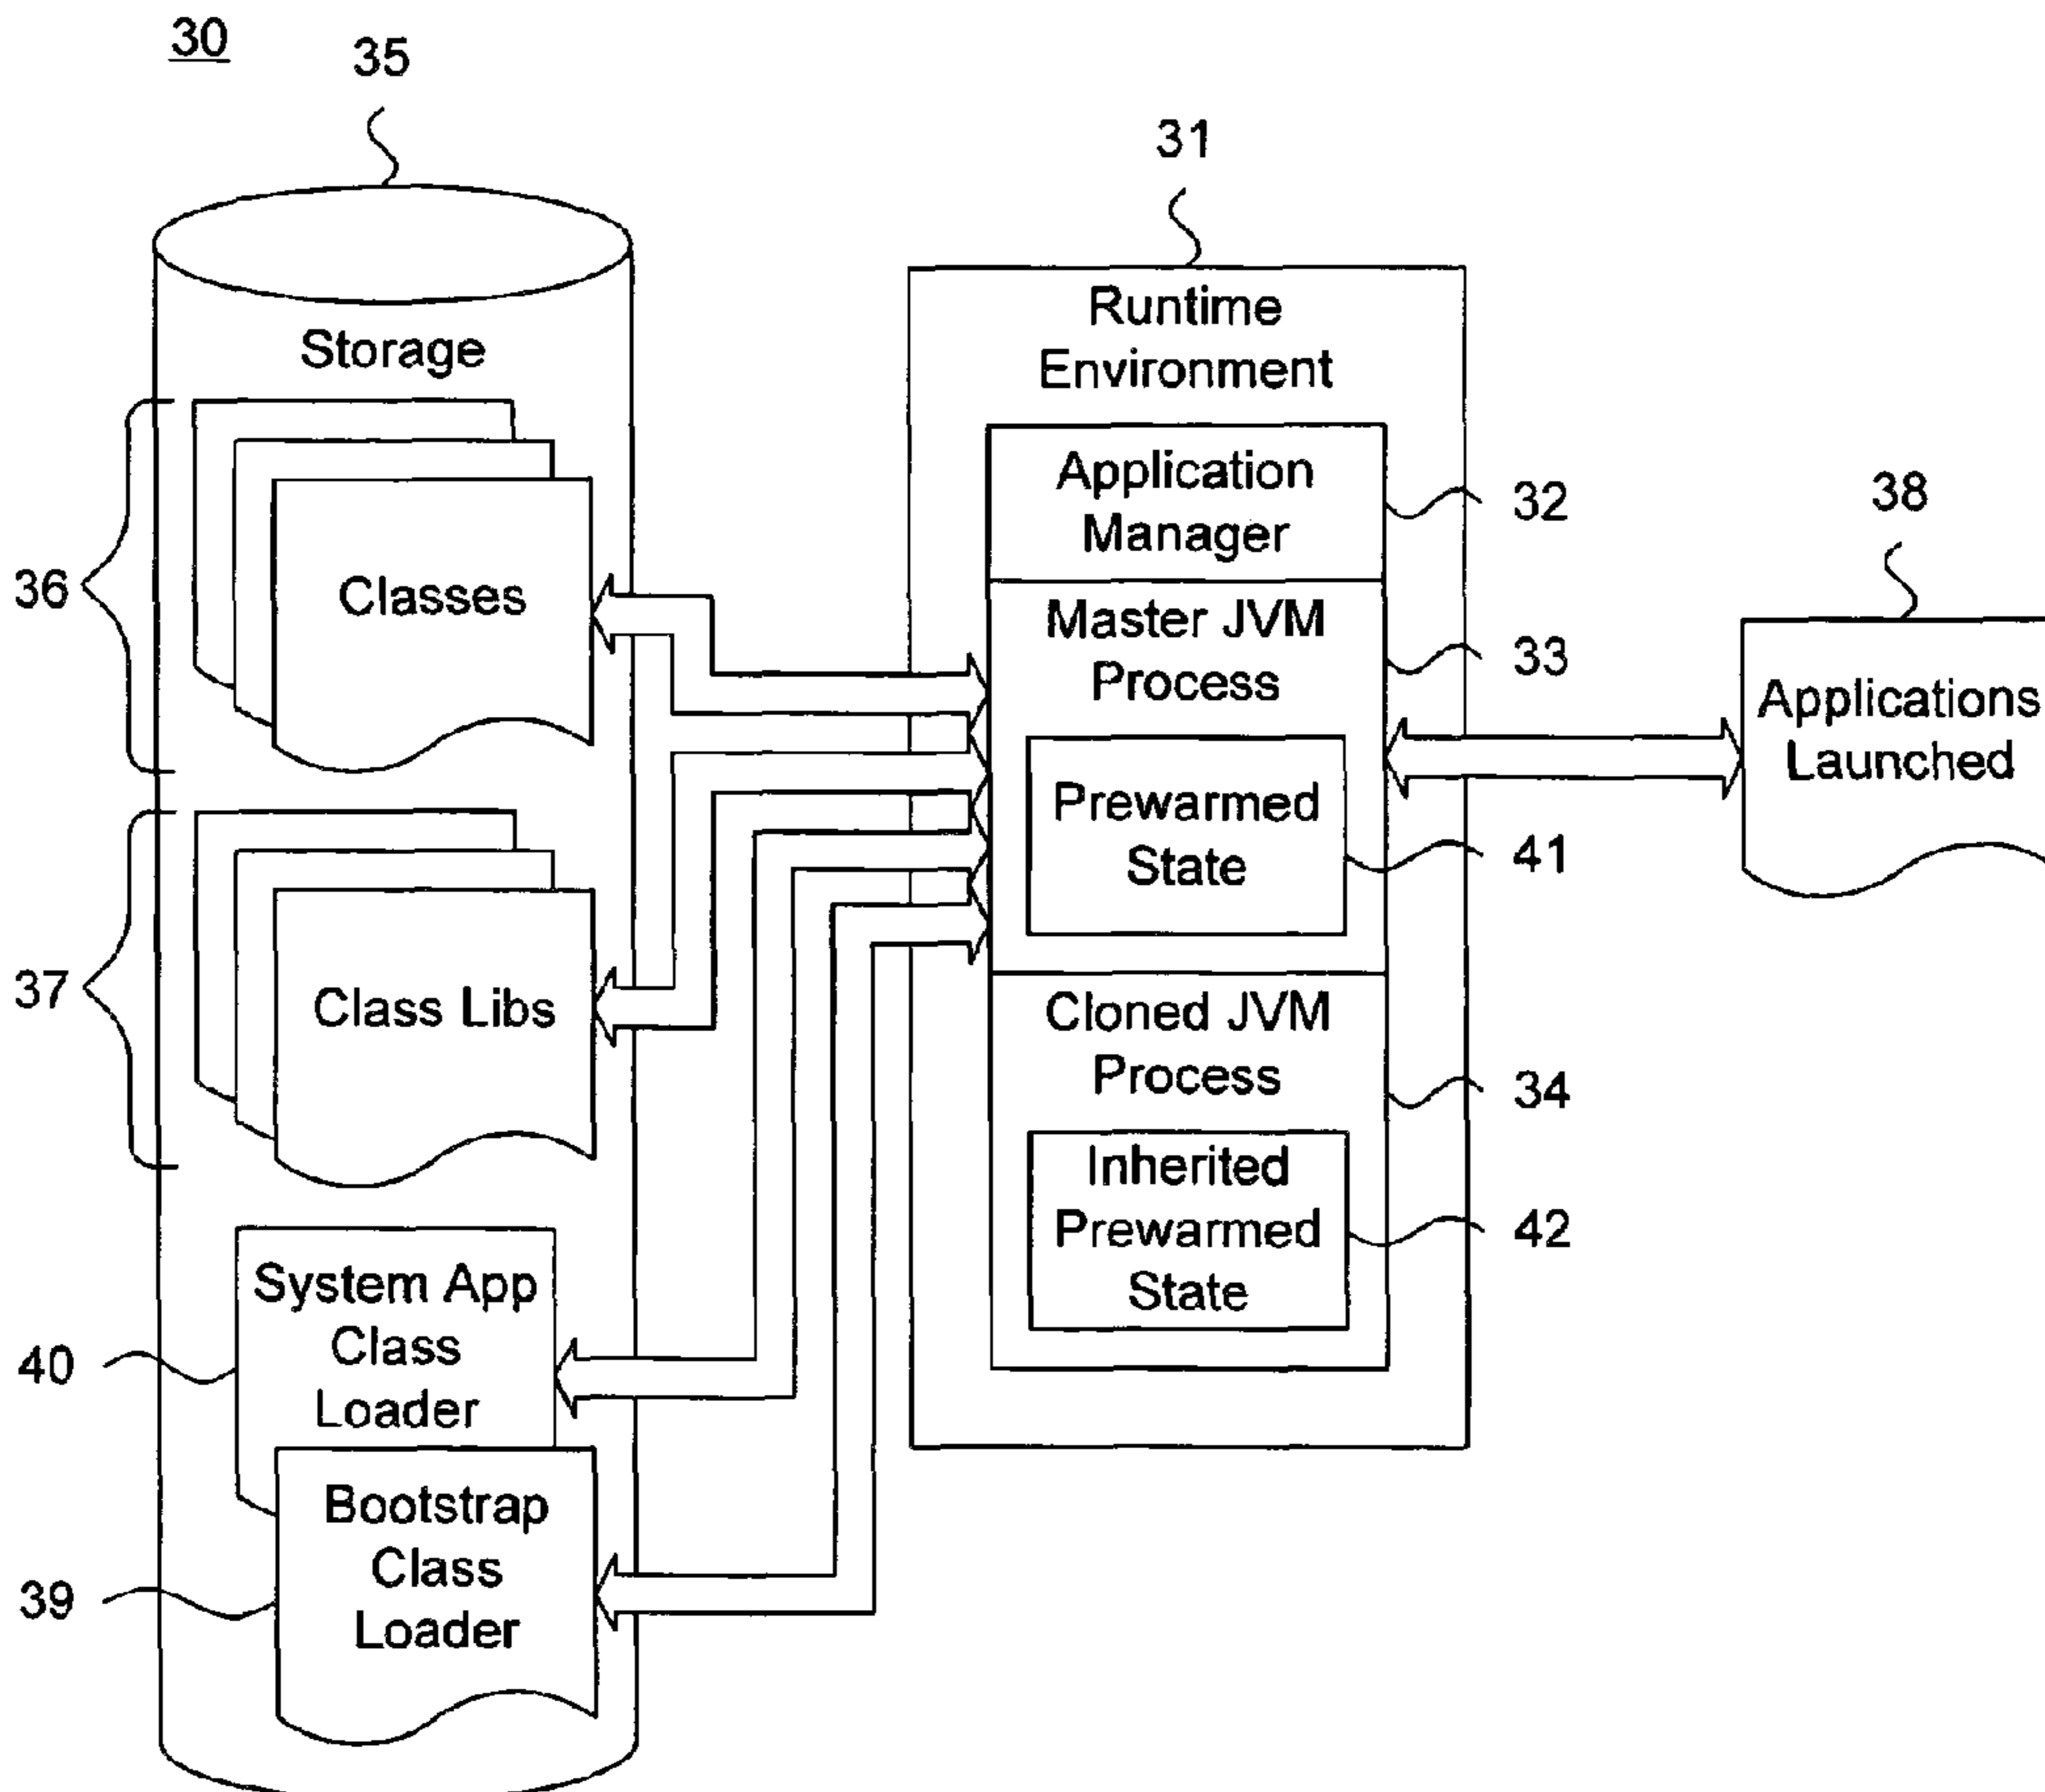 30
35
31
Storage
Runtime
Environment
Application
Manager
32
38
36
Classes
Master JVM
Process
33
Applications
Launched
Prewarmed
State
41
37
Class Libs
Cloned JVM
Process
34
Inherited
Prewarmed
State
42
System App
Class
Loader
40
Bootstrap
Class
Loader
39